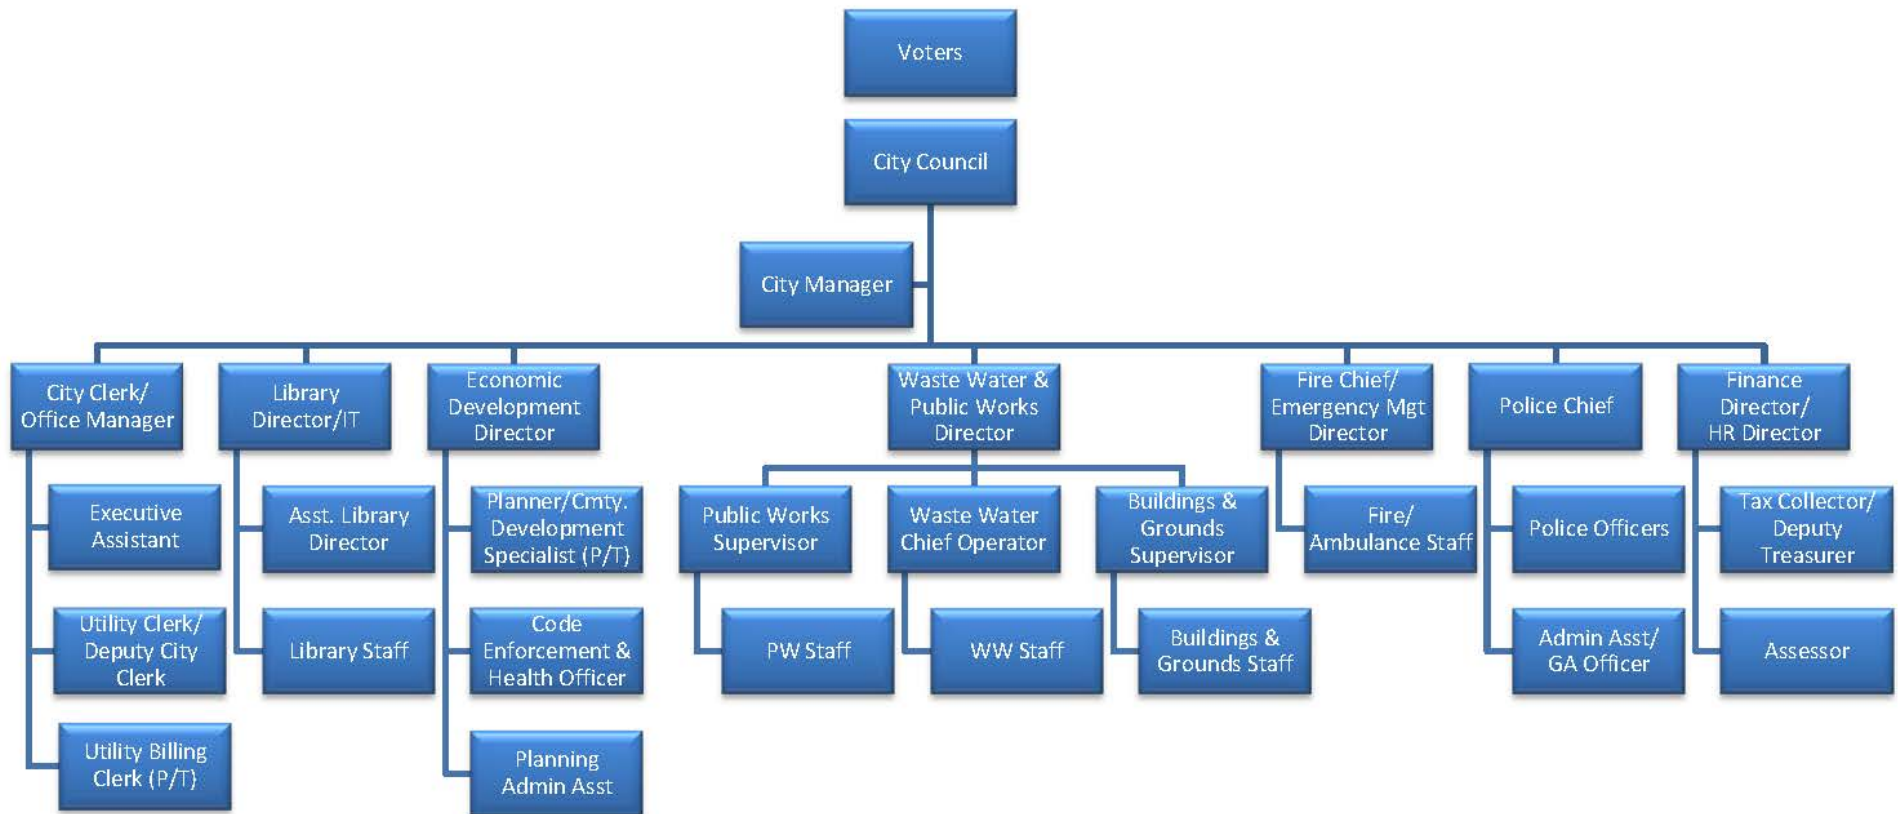 Voters
City Council
City Manager
City Clerk/
Office Manager
Library
Director/IT
Economic
Development
Director
Waste Water &
Public Works
Director
Fire Chief/
Emergency Mgt
Director
Police Chief
Finance
Director/
HR Director
Executive
Assistant
Utility Clerk/
Deputy City
Clerk
Utility Billing
Clerk (P/T)
Asst. Library
Director
Library Staff
Planner/Cmty.
Development
Specialist (P/T)
Code
Enforcement &
Health Officer
Planning
Admin Asst
Public Works
Supervisor
PW Staff
Waste Water
Chief Operator
WW Staff
Buildings &
Grounds
Supervisor
Buildings &
Grounds Staff
Fire/
Ambulance Staff
Police Officers
Admin Asst/
GA Officer
Tax Collector/
Deputy
Treasurer
Assessor